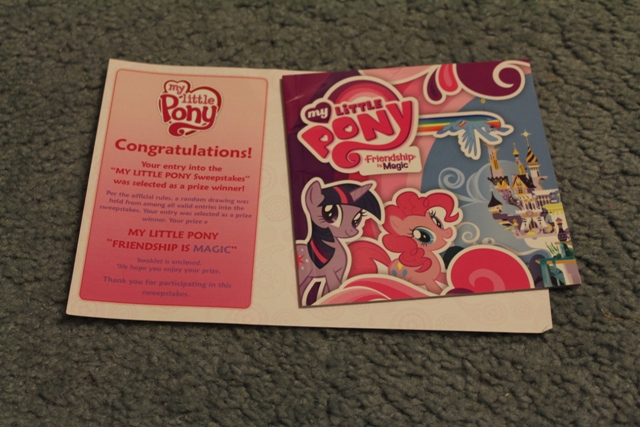 my little Pony
Congratulations!
Your entry into the
"MY LITTLE PONY Sweepstakes"
was selected as a prize winner!
Per the official rules, a random drawing was
held from among all valid entries into the
sweepstakes. Your entry was selected as a prize
winner. Your prize a
MY LITTLE PONY
"FRIENDSHIP IS MAGIC"
booklet is enclosed.
We hope you enjoy your prize.
Thank you for participating in this
sweepstakes
my LITTLE
PONY
Friendship
is Magic